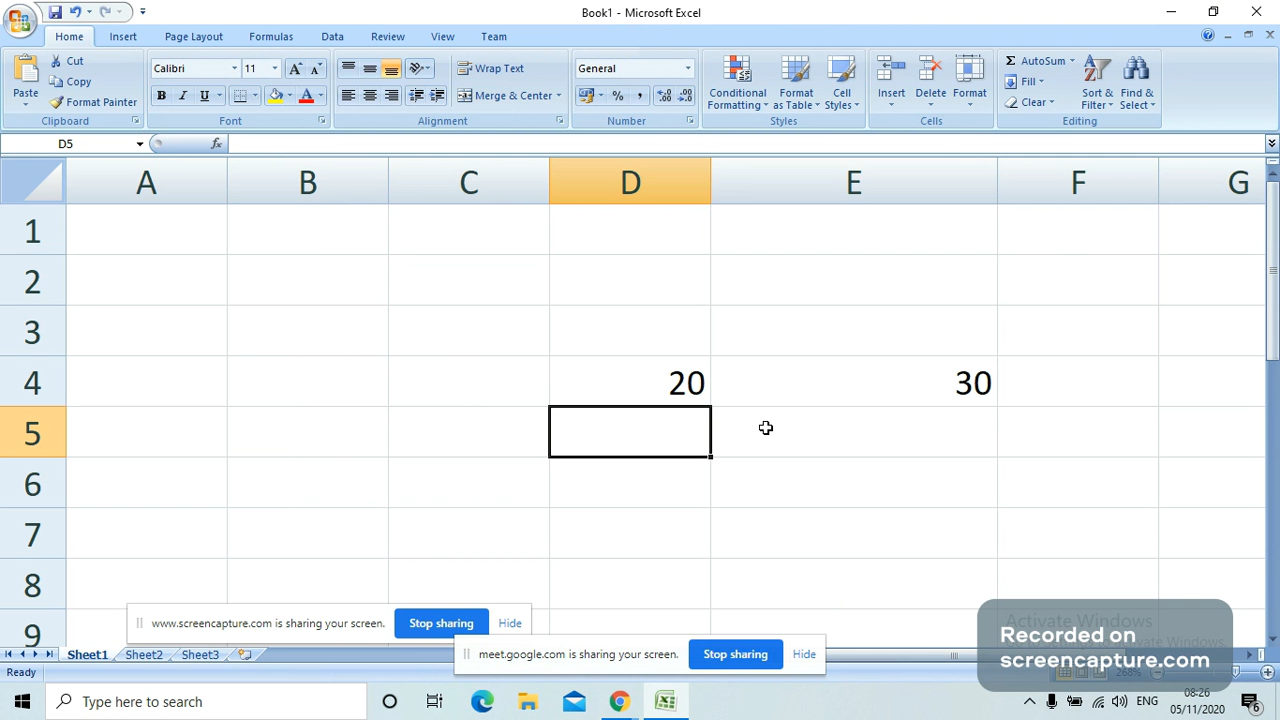 Book1 - Microsoft Excel
Home Insert Page Layout Formulas Data Review View Team
Paste
Cut
Copy
Format Painter
Clipboard
Calibri 11
B I U
Font
Wrap Text
Merge & Center
Alignment
General
Number
Conditional Formatting
Format as Table
Cell Styles
Styles
Insert
Delete
Format
Cells
AutoSum
Fill
Clear
Sort & Filter
Find & Select
Editing
D5
fx
A B C D E F G
1
2
3
4 20 30
5
6
7
8
9
www.screencapture.com is sharing your screen. Stop sharing Hide
meet.google.com is sharing your screen. Stop sharing Hide
Activate Windows
Recorded on
screencapture.com
Sheet1 Sheet2 Sheet3
Ready
268%
Type here to search
ENG
08-26
05/11/2020
6